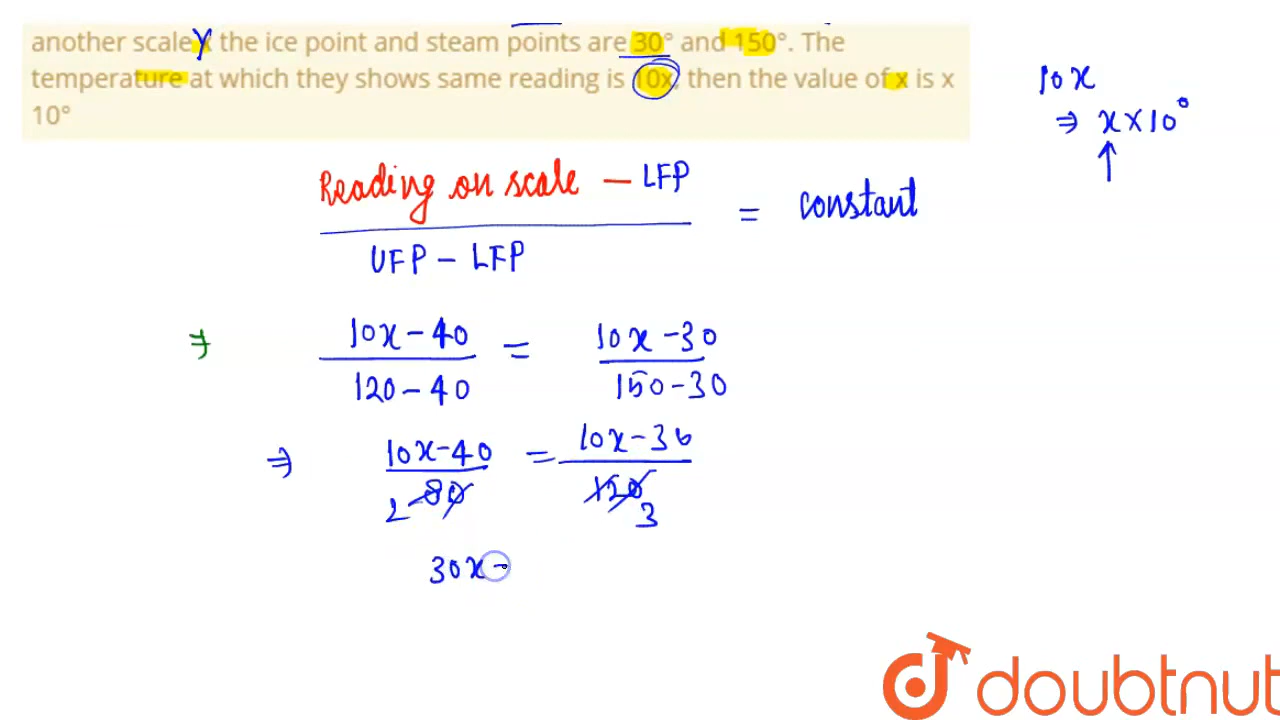 another scale Y the ice point and steam points are 30° and 150°. The
temperature at which they shows same reading is 10x, then the value of x is x
10°
10x
⇒ x×10°
Reading on scale - LFP
UFP - LFP
= constant
⇒ 10x-40 = 10x-30
120-40 150-30
⇒ 10x-40 = 10x-30
2 80 120 3
30x-
doubtnut